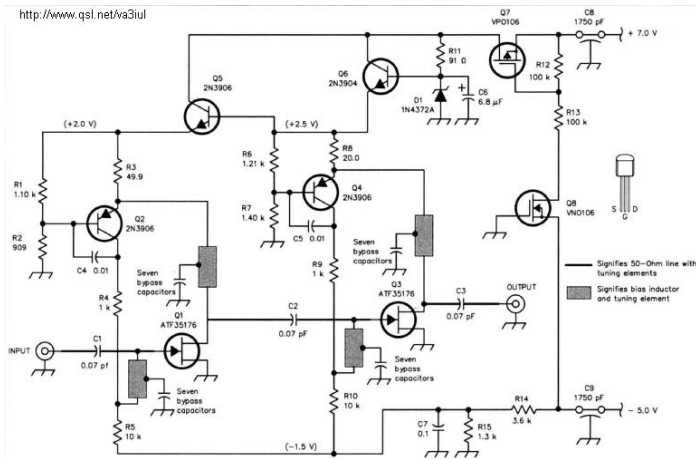 http://www.qsl.net/va3iul
Q7
VP0106
C8
1750 pF
+ 7.0 V
R11
91 Ω
R12
100 k
Q6
2N3904
Q5
2N3906
C6
6.8 µF
D1
1N4372A
R13
100 k
(+2.0 V)
(+2.5 V)
R3
49.9
R6
1.21 k
R8
20.0
R1
1.10 k
Q4
2N3906
Q8
VN0106
S
G
D
Q2
2N3906
R7
1.40 k
R2
909
C5 0.01
C4 0.01
Seven
bypass
capacitors
R9
1 k
Signifies 50-Ohm line with
tuning elements
Signifies bias inductor
and tuning element
Seven
bypass
capacitors
R4
1 k
Q3
ATF35176
C3
0.07 pF
OUTPUT
Q1
ATF35176
C2
0.07 pF
INPUT
C1
0.07 pf
Seven
bypass
capacitors
Seven
bypass
capacitors
R10
10 k
R14
3.6 k
C9
1750 pF
- 5.0 V
R5
10 k
(-1.5 V)
C7
0.1
R15
1.3 k